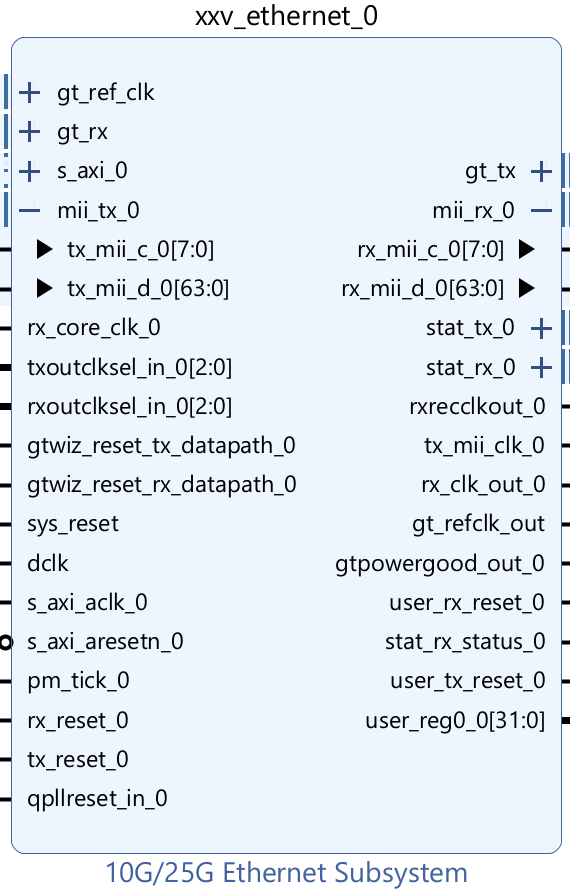 xxv_ethernet_0
gt_ref_clk
gt_rx
s_axi_0 gt_tx
mii_tx_0 mii_rx_0
tx_mii_c_0[7:0] rx_mii_c_0[7:0]
tx_mii_d_0[63:0] rx_mii_d_0[63:0]
rx_core_clk_0 stat_tx_0
txoutclksel_in_0[2:0] stat_rx_0
rxoutclksel_in_0[2:0] rxrecclkout_0
gtwiz_reset_tx_datapath_0 tx_mii_clk_0
gtwiz_reset_rx_datapath_0 rx_clk_out_0
sys_reset gt_refclk_out
dclk gtpowergood_out_0
s_axi_aclk_0 user_rx_reset_0
s_axi_aresetn_0 stat_rx_status_0
pm_tick_0 user_tx_reset_0
rx_reset_0 user_reg0_0[31:0]
tx_reset_0
qpllreset_in_0
10G/25G Ethernet Subsystem